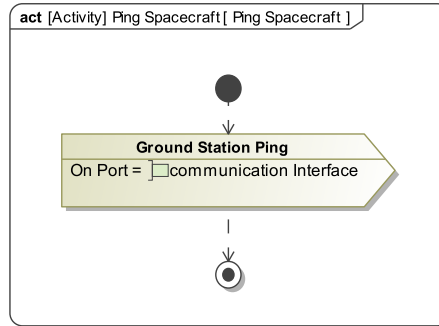 act [Activity] Ping Spacecraft [ Ping Spacecraft ]
Ground Station Ping
On Port = communication Interface